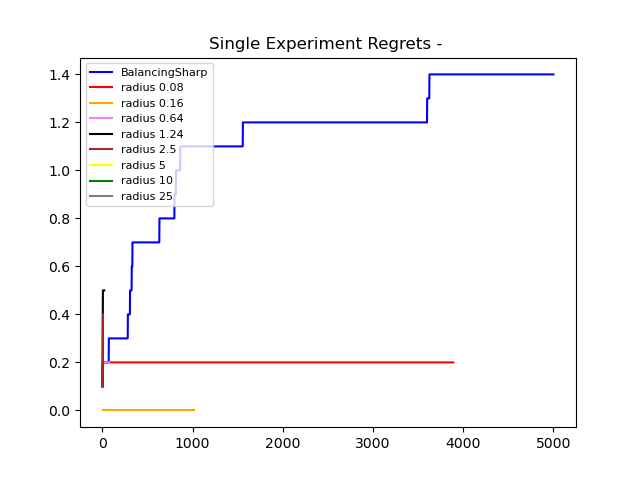 Single Experiment Regrets -
BalancingSharp
radius 0.08
radius 0.16
radius 0.64
radius 1.24
radius 2.5
radius 5
radius 10
radius 25
1.4
1.2
1.0
0.8
0.6
0.4
0.2
0.0
0 1000 2000 3000 4000 5000